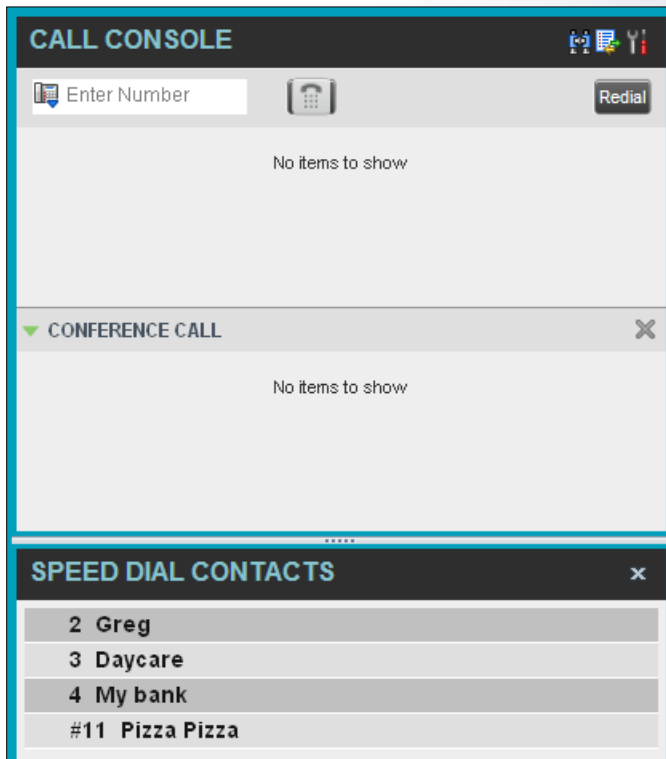 CALL CONSOLE
Enter Number
Redial
No items to show
CONFERENCE CALL
No items to show
SPEED DIAL CONTACTS
2 Greg
3 Daycare
4 My bank
#11 Pizza Pizza